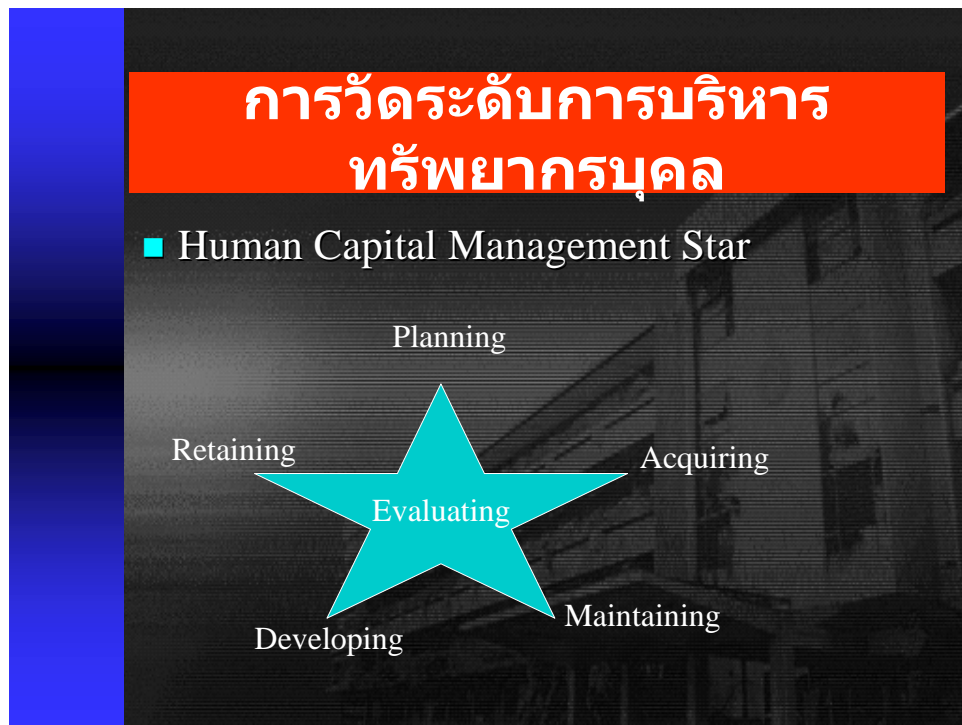 การวัดระดับการบริหาร
ทรัพยากรบุคล
Human Capital Management Star
Planning
Retaining
Acquiring
Evaluating
Maintaining
Developing